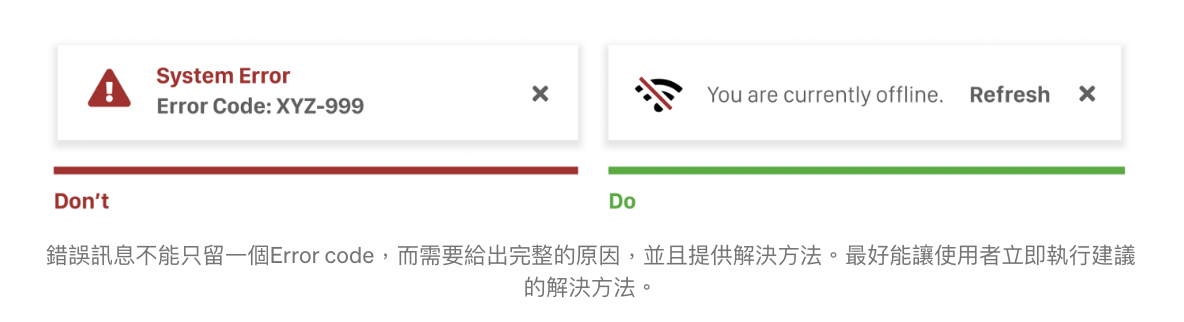 System Error
Error Code: XYZ-999
You are currently offline. Refresh
Don't
Do
錯誤訊息不能只留一個Error code，而需要給出完整的原因，並且提供解決方法。最好能讓使用者立即執行建議
的解決方法。